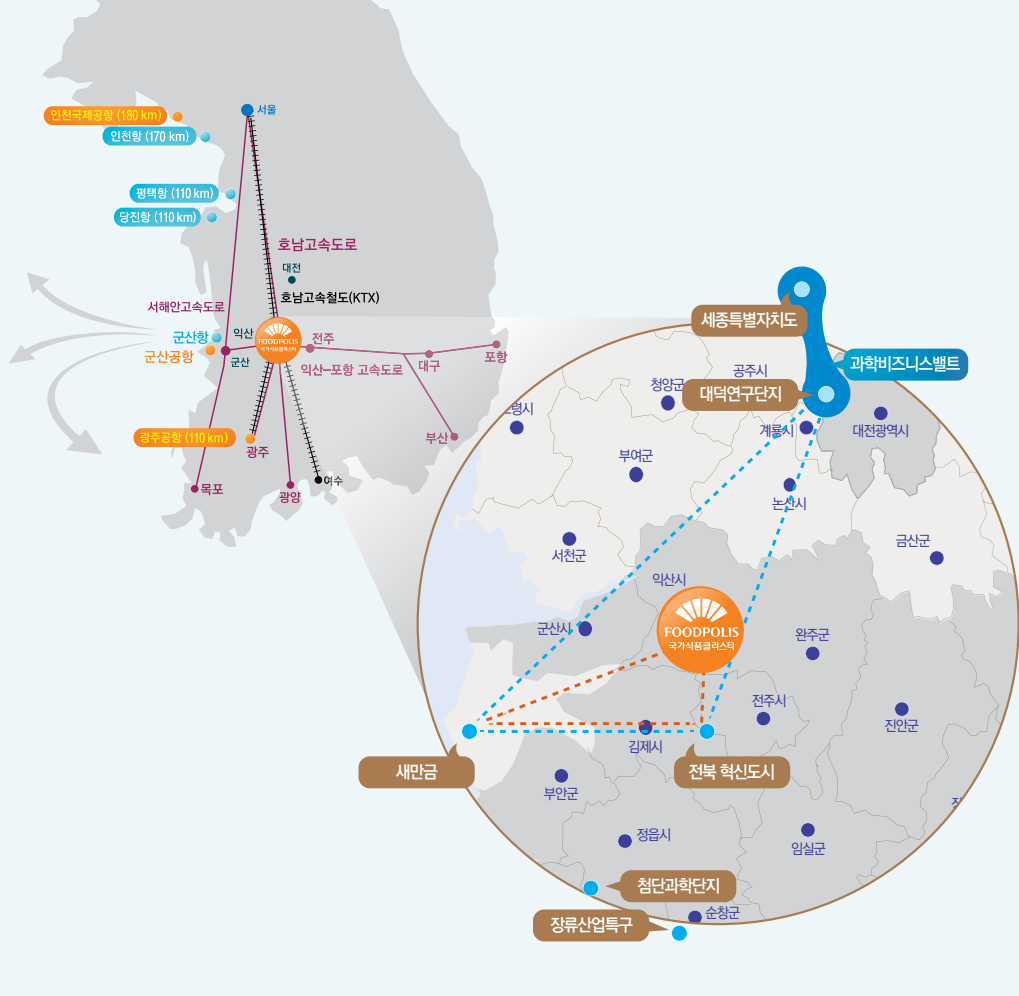 서울
인천국제공항 (180 km)
인천항 (170 km)
평택항 (110 km)
당진항 (110 km)
호남고속도로
대전
호남고속철도(KTX)
서해안고속도로
군산항
익산
군산공항
군산
FOODPOLIS
국가식품클러스터
전주
익산-포항 고속도로
대구
포항
부산
광주공항 (110 km)
광주
목포
광양
여수
세종특별자치도
과학비즈니스밸트
공주시
청양군
대덕연구단지
령시
계룡시
대전광역시
부여군
논산시
서천군
금산군
익산시
FOODPOLIS
국가식품클러스터
군산시
완주군
전주시
진안군
김제시
새만금
전북 혁신도시
부안군
정읍시
임실군
첨단과학단지
순창군
장류산업특구